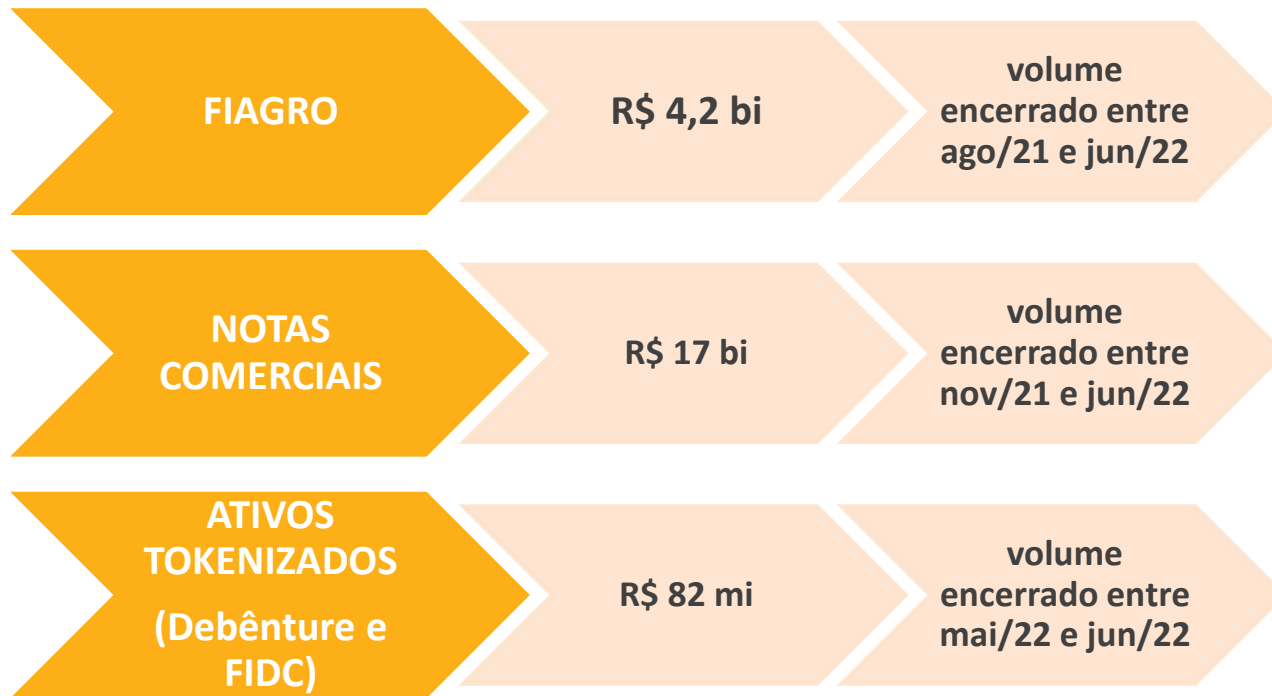 FIAGRO
R$ 4,2 bi
volume
encerrado entre
ago/21 e jun/22
NOTAS
COMERCIAIS
R$ 17 bi
volume
encerrado entre
nov/21 e jun/22
ATIVOS
TOKENIZADOS
(Debênture e
FIDC)
R$ 82 mi
volume
encerrado entre
mai/22 e jun/22